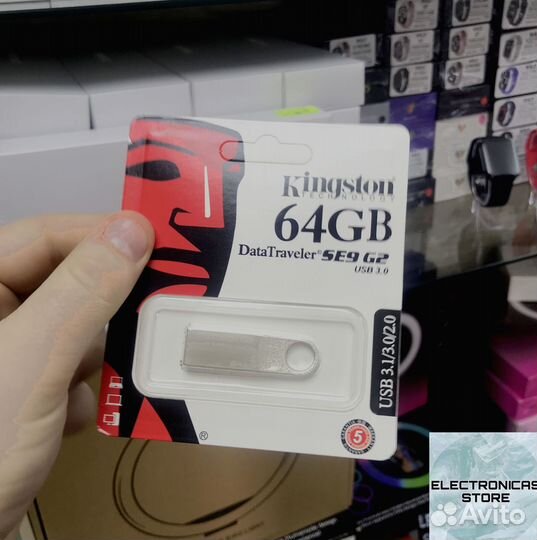 Kingston
TECHNOLOGY
64GB
DataTraveler® SE9 G2
USB 3.0
USB 3.1/3.0/2.0
5
®
ELECTRONICAS
STORE
Avito